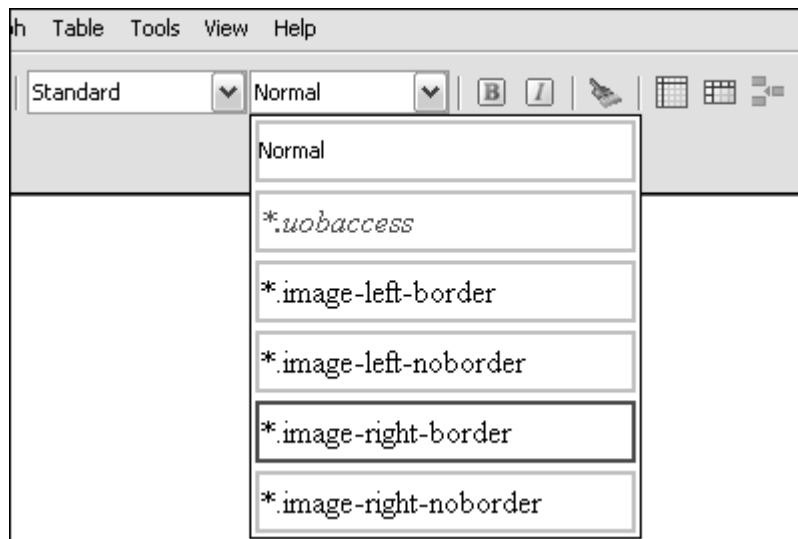 Table Tools View Help
Standard Normal B I
Normal
*.uobaccess
*.image-left-border
*.image-left-noborder
*.image-right-border
*.image-right-noborder